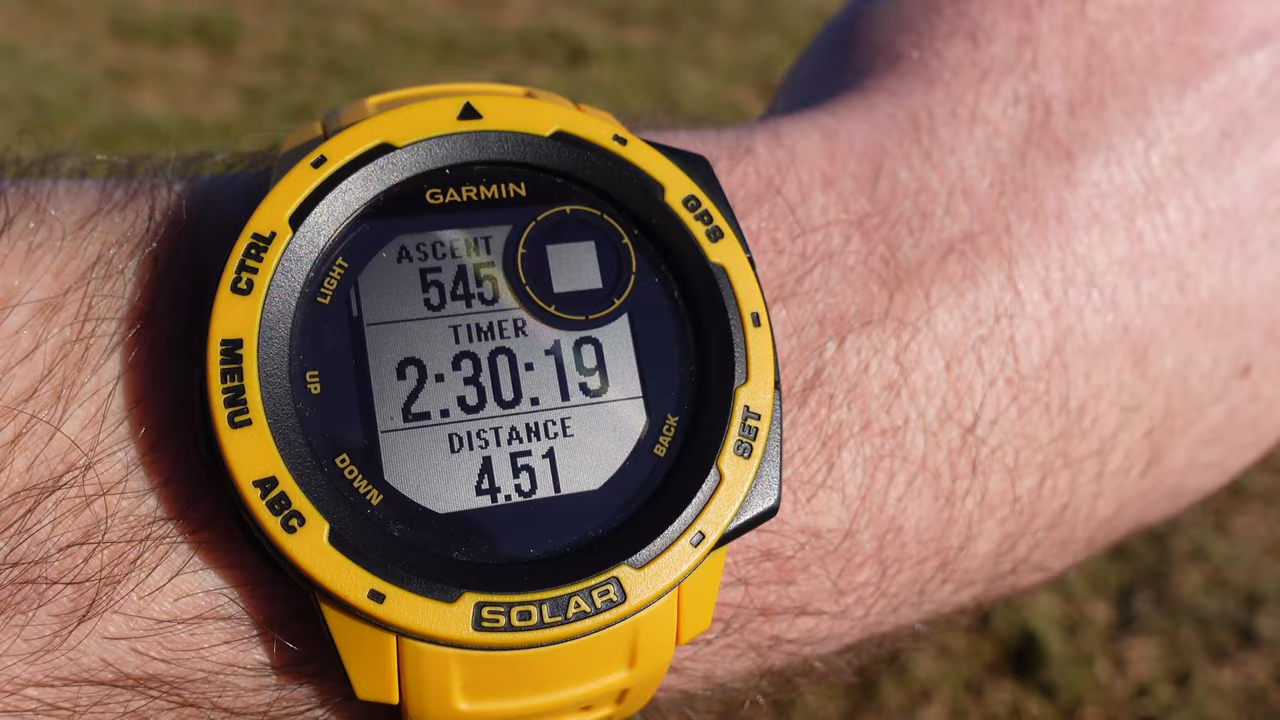 GARMIN
GPS
CTRL
LIGHT
ASCENT
545
TIMER
2:30:19
MENU
UP
DISTANCE
4.51
SET
BACK
DOWN
ABC
SOLAR